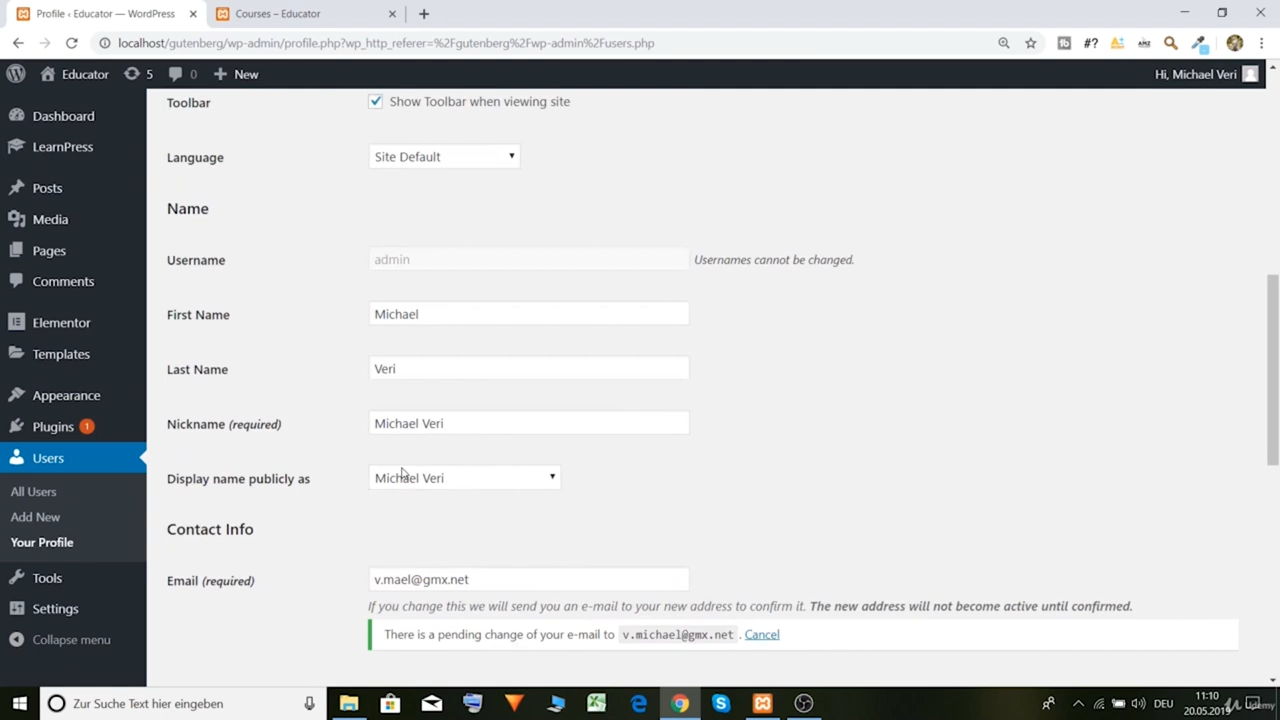 Profile ‹ Educator — WordPress
Courses – Educator
localhost/gutenberg/wp-admin/profile.php?wp_http_referer=%2Fgutenberg%2Fwp-admin%2Fusers.php
#?
Educator 5 0 New Hi, Michael Veri
Dashboard
LearnPress
Posts
Media
Pages
Comments
Elementor
Templates
Appearance
Plugins 1
Users
All Users
Add New
Your Profile
Tools
Settings
Collapse menu
Toolbar Show Toolbar when viewing site
Language Site Default
Name
Username admin Usernames cannot be changed.
First Name Michael
Last Name Veri
Nickname (required) Michael Veri
Display name publicly as Michael Veri
Contact Info
Email (required) v.mael@gmx.net
If you change this we will send you an e-mail to your new address to confirm it. The new address will not become active until confirmed.
There is a pending change of your e-mail to v.michael@gmx.net . Cancel
Zur Suche Text hier eingeben
DEU
11:10
20.05.2019
Udemy